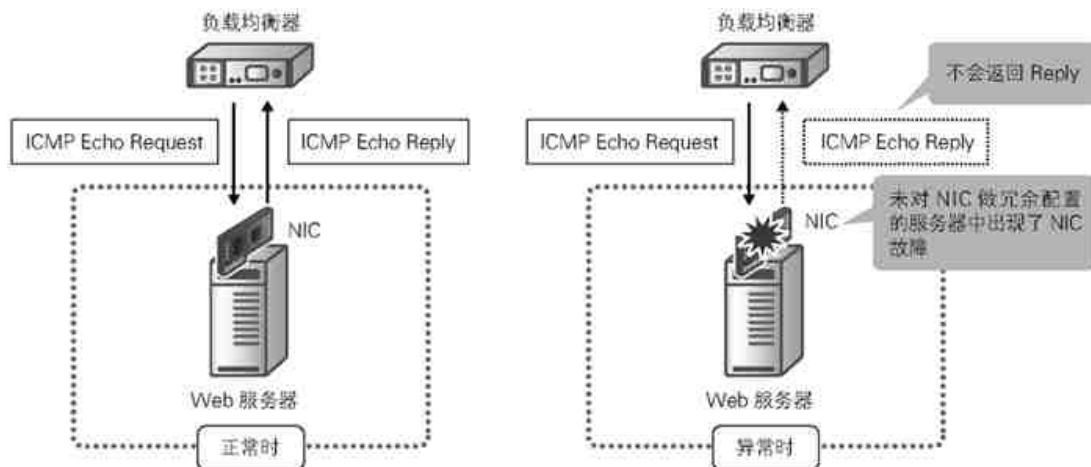 负载均衡器
ICMP Echo Request
ICMP Echo Reply
NIC
Web 服务器
正常时
负载均衡器
不会返回 Reply
ICMP Echo Request
ICMP Echo Reply
NIC
未对 NIC 做冗余配置
的服务器中出现了 NIC
故障
Web 服务器
异常时